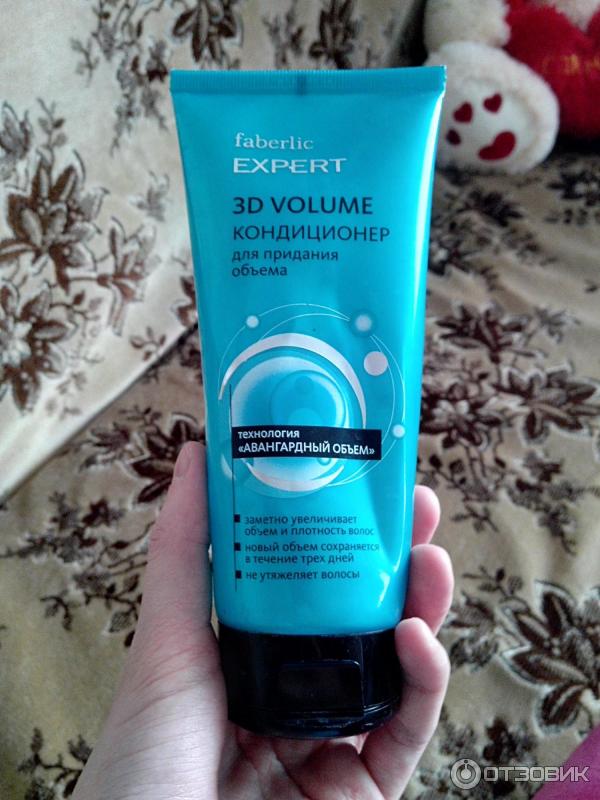 faberlic
EXPERT
3D VOLUME
КОНДИЦИОНЕР
для придания
объема
технология
«АВАНГАРДНЫЙ ОБЪЕМ»
заметно увеличивает
объем и плотность волос
новый объем сохраняется
в течение трех дней
не утяжеляет волосы
ОТЗОВИК